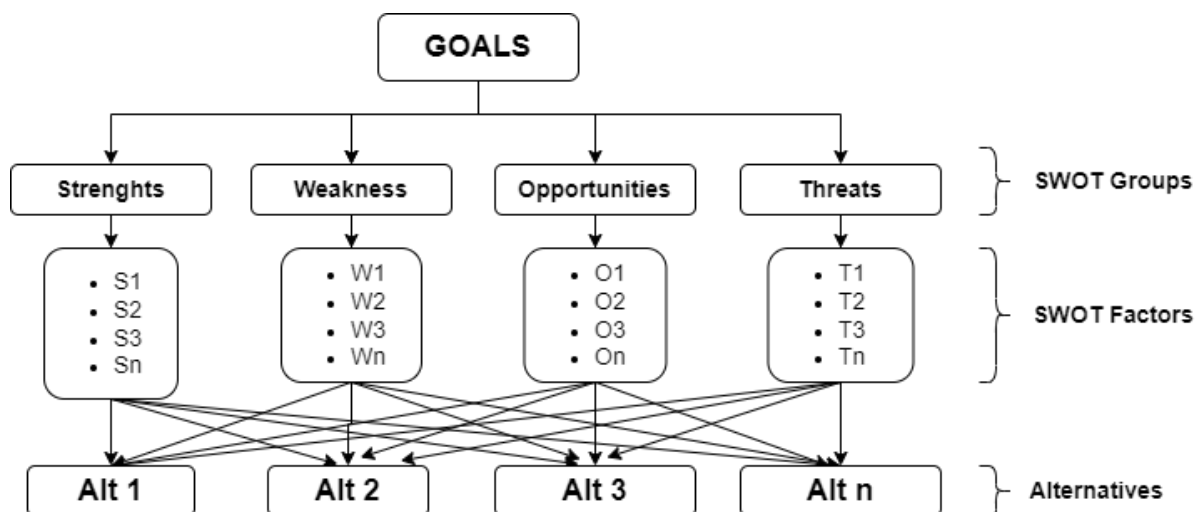 GOALS
Strenghts
Weakness
Opportunities
Threats
SWOT Groups
• S1
• S2
• S3
• Sn
• W1
• W2
• W3
• Wn
• O1
• O2
• O3
• On
• T1
• T2
• T3
• Tn
SWOT Factors
Alt 1
Alt 2
Alt 3
Alt n
Alternatives